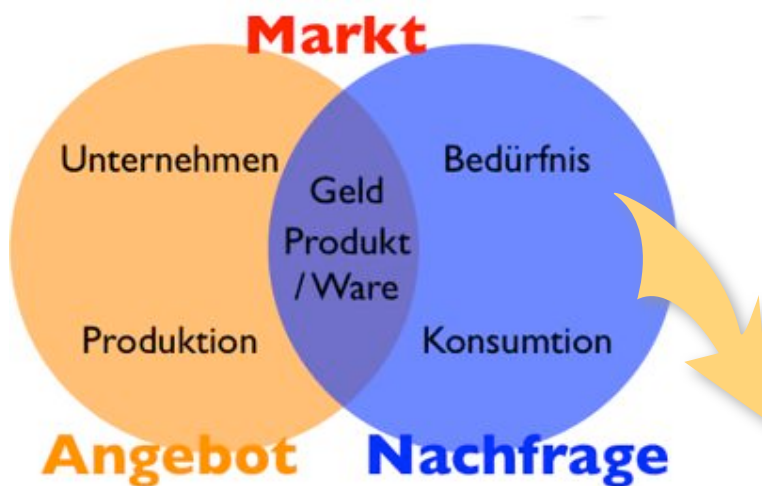 Markt
Unternehmen
Bedürfnis
Geld
Produkt
/ Ware
Produktion
Konsumtion
Angebot
Nachfrage